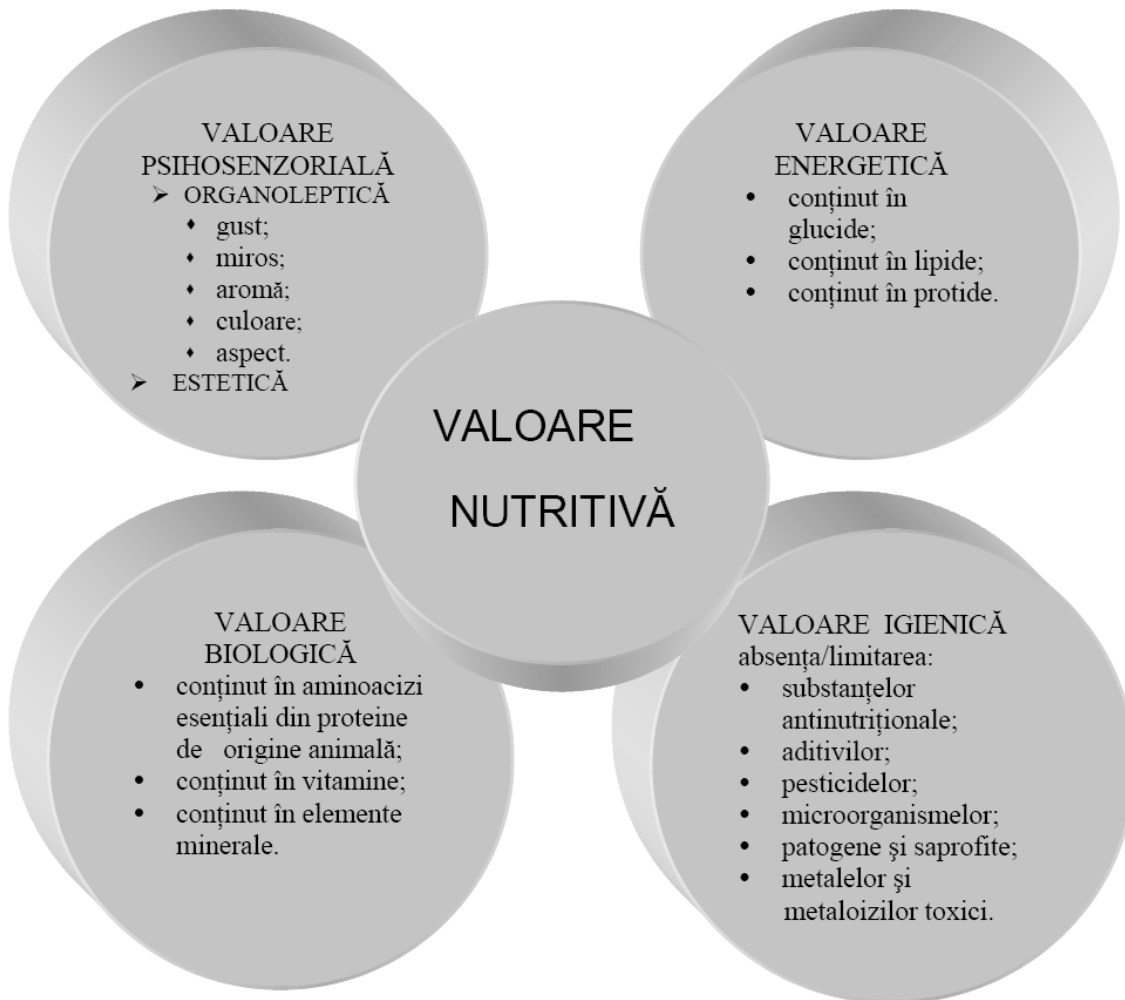 VALOARE
PSIHOSENZORIALĂ
➢ ORGANOLEPTICĂ
♦ gust;
♦ miros;
♦ aromă;
♦ culoare;
♦ aspect.
➢ ESTETICĂ
VALOARE
ENERGETICĂ
• conținut în
glucide;
• conținut în lipide;
• conținut în protide.
VALOARE
NUTRITIVĂ
VALOARE
BIOLOGICĂ
• conținut în aminoacizi
esențiali din proteine
de origine animală;
• conținut în vitamine;
• conținut în elemente
minerale.
VALOARE IGIENICĂ
absența/limitarea:
• substanțelor
antinutriționale;
• aditivilor;
• pesticidelor;
• microorganismelor;
• patogene şi saprofite;
• metalelor şi
metaloizilor toxici.